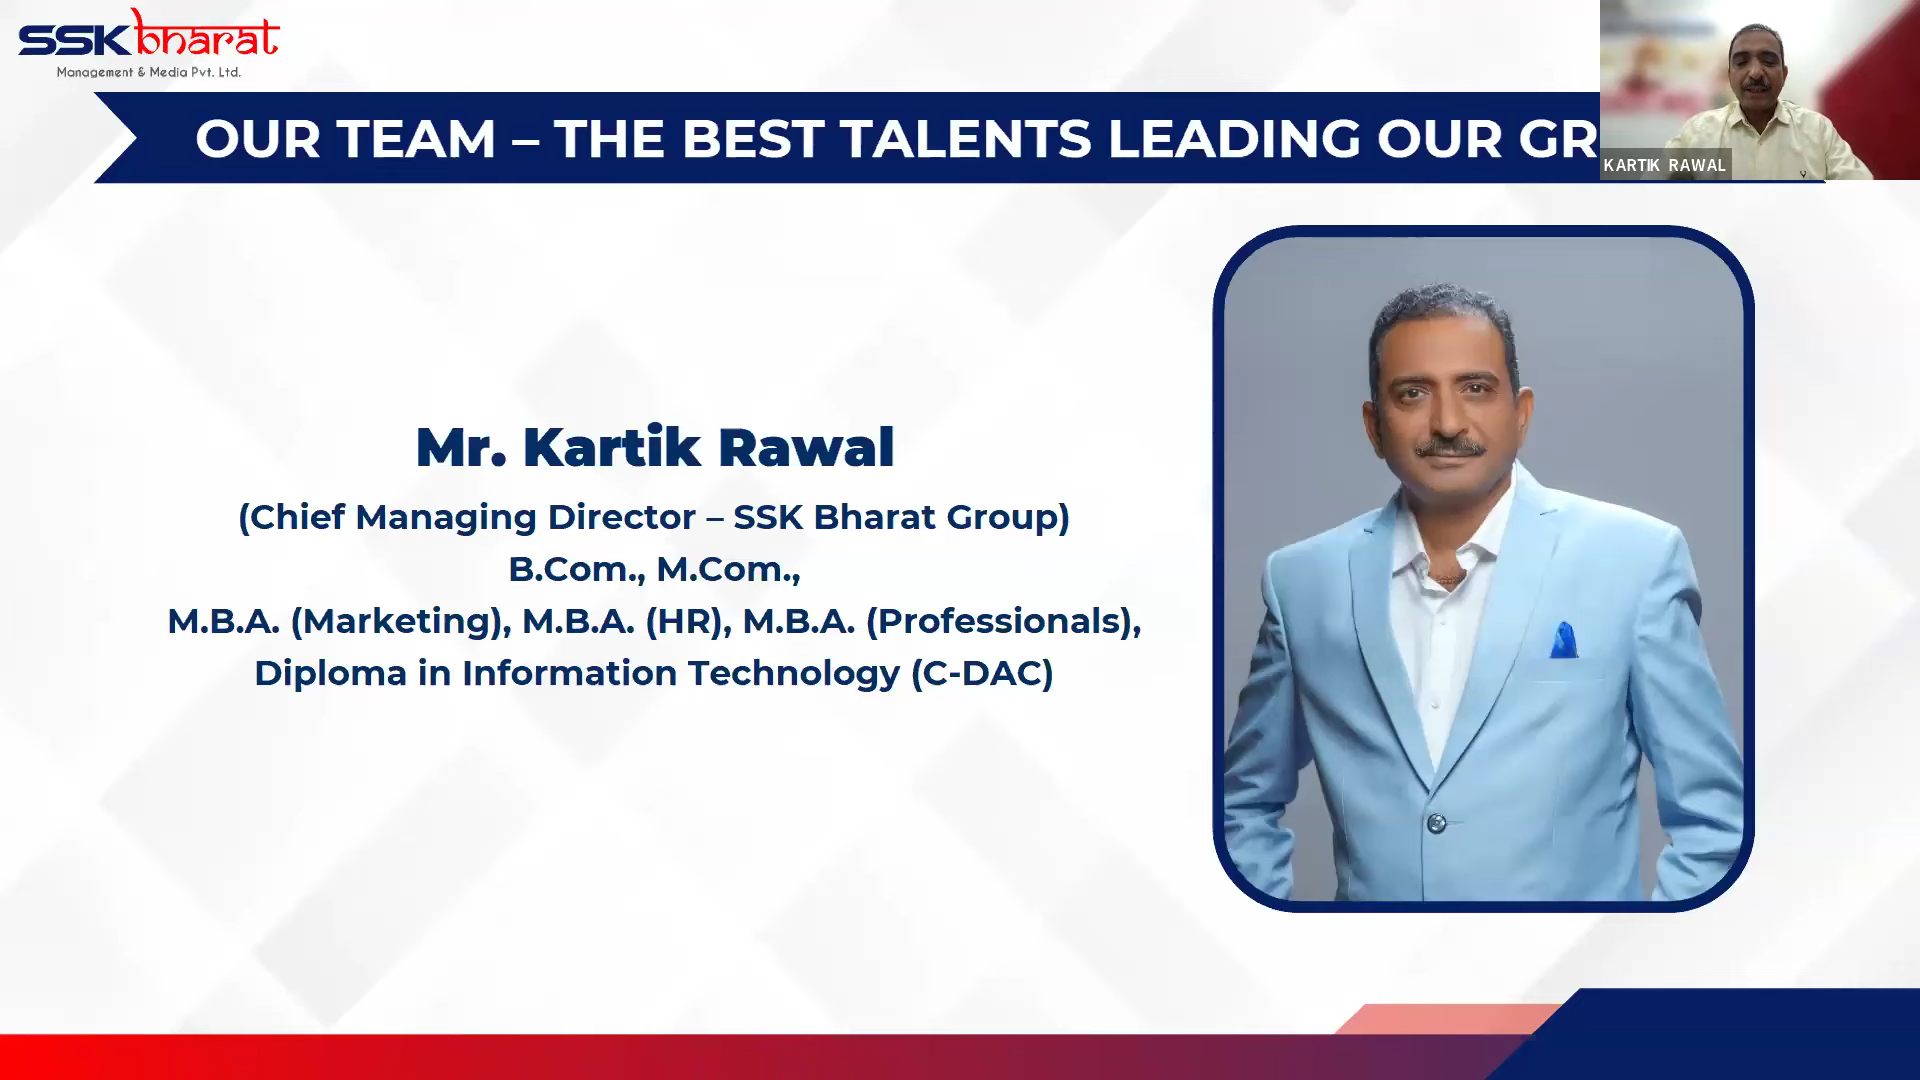 SSK bharat
Management & Media Pvt. Ltd.
OUR TEAM – THE BEST TALENTS LEADING OUR GR
KARTIK RAWAL
Mr. Kartik Rawal
(Chief Managing Director – SSK Bharat Group)
B.Com., M.Com.,
M.B.A. (Marketing), M.B.A. (HR), M.B.A. (Professionals),
Diploma in Information Technology (C-DAC)